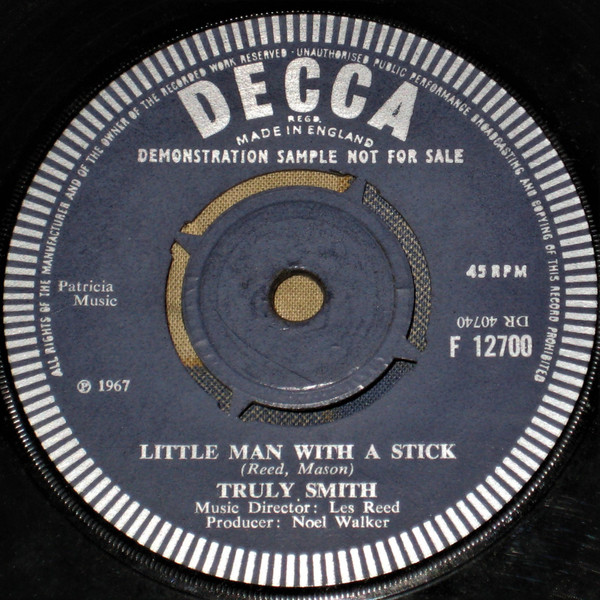 ALL RIGHTS OF THE MANUFACTURER AND OF THE OWNER OF THE RECORDED WORK RESERVED · UNAUTHORISED PUBLIC PERFORMANCE BROADCASTING AND COPYING OF THIS RECORD PROHIBITED
DECCA
REGD.
MADE IN ENGLAND
DEMONSTRATION SAMPLE NOT FOR SALE
45 RPM
Patricia
Music
DR 40740
F 12700
℗ 1967
LITTLE MAN WITH A STICK
(Reed, Mason)
TRULY SMITH
Music Director: Les Reed
Producer: Noel Walker